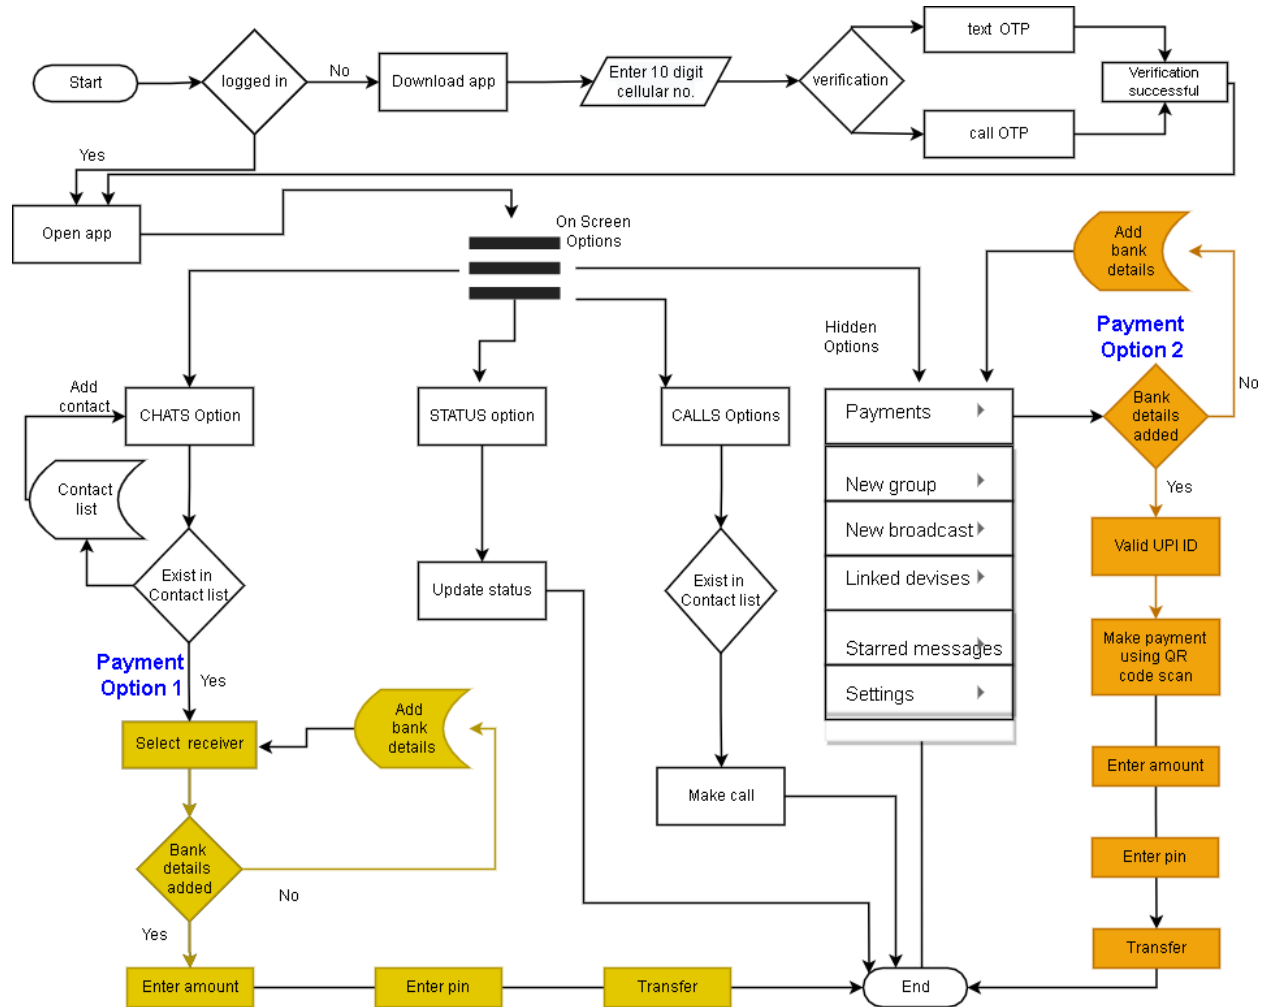 Start
logged in
No
Download app
Enter 10 digit
cellular no.
verification
text OTP
call OTP
Verification
successful
Yes
Open app
On Screen
Options
Hidden
Options
Add
bank
details
Payment
Option 2
No
Add
contact
CHATS Option
STATUS option
CALLS Options
Payments
New group
New broadcast
Linked devises
Starred messages
Settings
Bank
details
added
Yes
Contact
list
Exist in
Contact list
Update status
Exist in
Contact list
Valid UPI ID
Make payment
using QR
code scan
Payment
Option 1
Yes
Select receiver
Add
bank
details
Make call
Enter amount
Bank
details
added
No
Yes
Enter pin
Transfer
Enter amount
Enter pin
Transfer
End